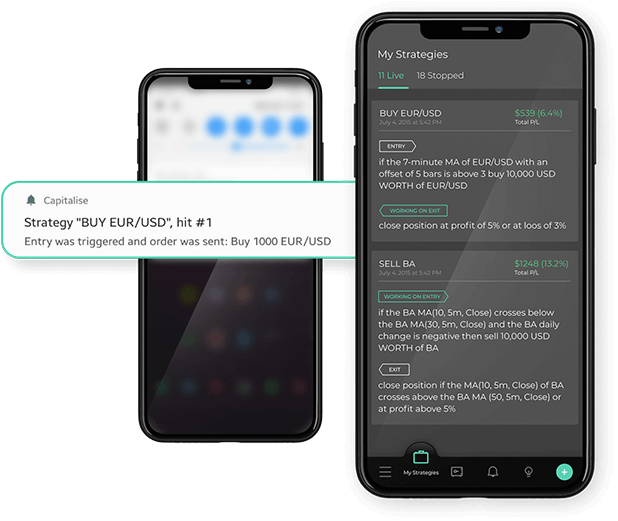 My Strategies
11 Live 18 Stopped
BUY EUR/USD $539 (6.4%)
July 4, 2015 at 5:42 PM Total P/L
ENTRY
if the 7-minute MA of EUR/USD with an
offset of 5 bars is above 3 buy 10,000 USD
WORTH of EUR/USD
WORKING ON EXIT
close position at profit of 5% or at loos of 3%
SELL BA $1248 (13.2%)
July 4, 2015 at 5:42 PM Total P/L
WORKING ON ENTRY
if the BA MA(10, 5m, Close) crosses below
the BA MA(30, 5m, Close) and the BA daily
change is negative then sell 10,000 USD
WORTH of BA
EXIT
close position if the MA(10, 5m, Close) of BA
crosses above the BA MA (50, 5m, Close) or
at profit above 5%
My Strategies
Capitalise
Strategy "BUY EUR/USD", hit #1
Entry was triggered and order was sent: Buy 1000 EUR/USD